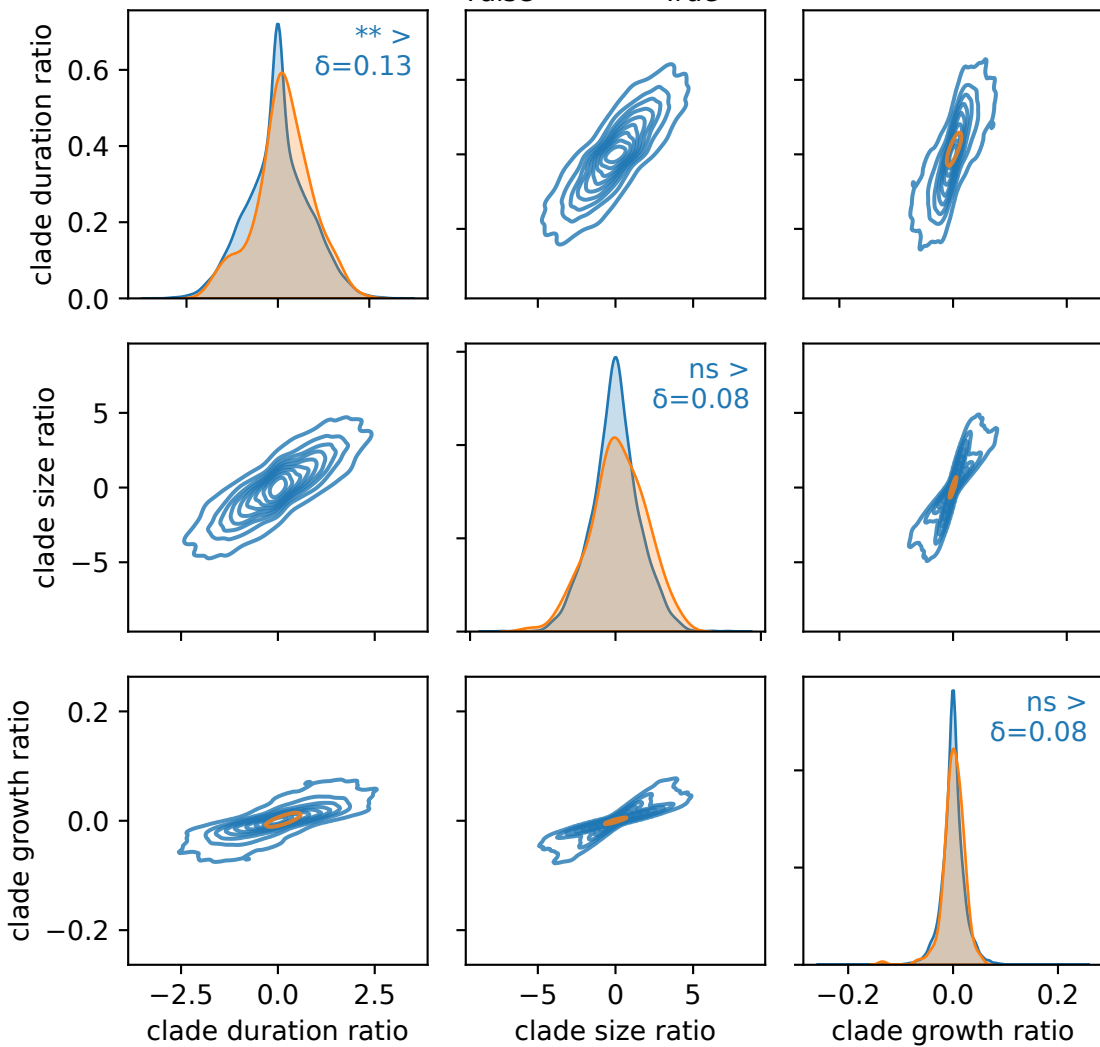 ** >
δ=0.13
clade duration ratio
0.6
0.4
0.2
0.0
ns >
δ=0.08
clade size ratio
5
0
−5
ns >
δ=0.08
clade growth ratio
0.2
0.0
−0.2
−2.5 0.0 2.5
−5 0 5
−0.2 0.0 0.2
clade duration ratio
clade size ratio
clade growth ratio